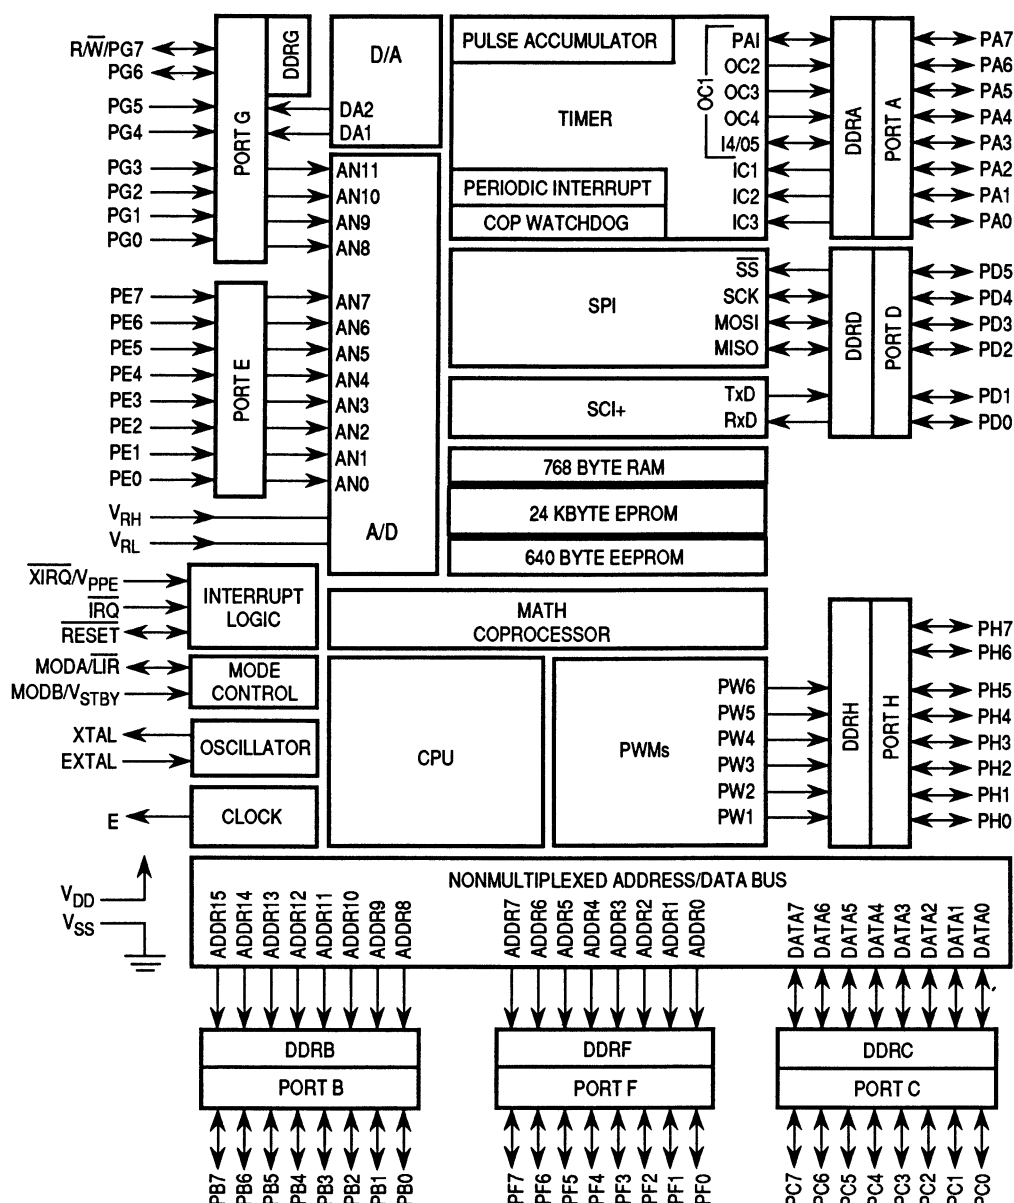 R/W/PG7
PG6
PG5
PG4
PG3
PG2
PG1
PG0
PORT G
DDRG
D/A
DA2
DA1
AN11
AN10
AN9
AN8
PE7
PE6
PE5
PE4
PE3
PE2
PE1
PE0
PORT E
AN7
AN6
AN5
AN4
AN3
AN2
AN1
AN0
VRH
VRL
A/D
PULSE ACCUMULATOR
TIMER
PERIODIC INTERRUPT
COP WATCHDOG
OC1
PAI
OC2
OC3
OC4
I4/O5
IC1
IC2
IC3
DDRA
PORT A
PA7
PA6
PA5
PA4
PA3
PA2
PA1
PA0
SPI
SS
SCK
MOSI
MISO
SCI+
TxD
RxD
DDRD
PORT D
PD5
PD4
PD3
PD2
PD1
PD0
768 BYTE RAM
24 KBYTE EPROM
640 BYTE EEPROM
XIRQ/VPPE
IRQ
RESET
INTERRUPT
LOGIC
MODA/LIR
MODB/VSTBY
MODE
CONTROL
XTAL
EXTAL
OSCILLATOR
E
CLOCK
MATH
COPROCESSOR
CPU
PWMs
PW6
PW5
PW4
PW3
PW2
PW1
DDRH
PORT H
PH7
PH6
PH5
PH4
PH3
PH2
PH1
PH0
VDD
VSS
NONMULTIPLEXED ADDRESS/DATA BUS
ADDR15
ADDR14
ADDR13
ADDR12
ADDR11
ADDR10
ADDR9
ADDR8
ADDR7
ADDR6
ADDR5
ADDR4
ADDR3
ADDR2
ADDR1
ADDR0
DATA7
DATA6
DATA5
DATA4
DATA3
DATA2
DATA1
DATA0
DDRB
PORT B
DDRF
PORT F
DDRC
PORT C
PB7
PB6
PB5
PB4
PB3
PB2
PB1
PB0
PF7
PF6
PF5
PF4
PF3
PF2
PF1
PF0
PC7
PC6
PC5
PC4
PC3
PC2
PC1
PC0